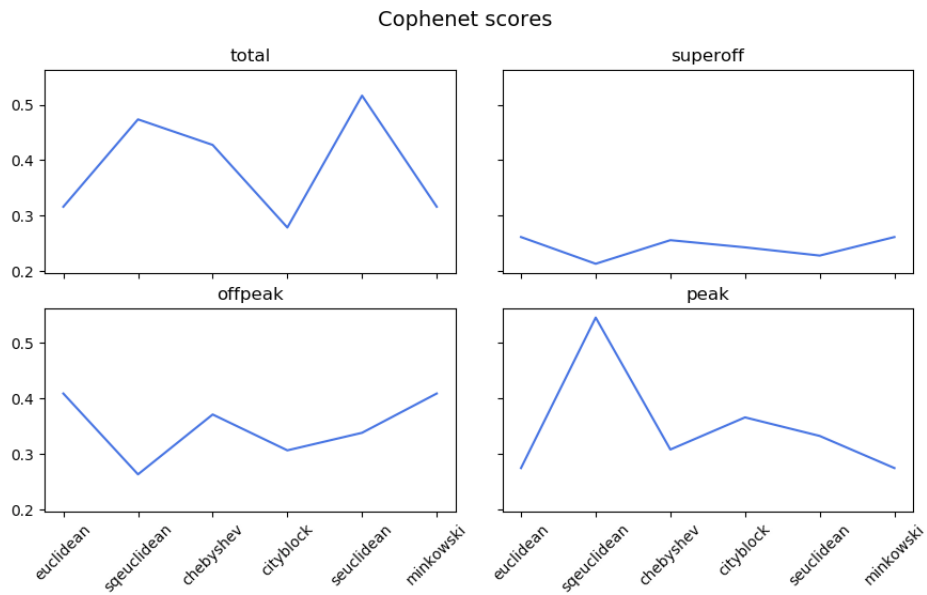 Cophenet scores
total
superoff
0.5
0.4
0.3
0.2
offpeak
peak
0.5
0.4
0.3
0.2
euclidean
sqeuclidean
chebyshev
cityblock
seuclidean
minkowski
euclidean
sqeuclidean
chebyshev
cityblock
seuclidean
minkowski